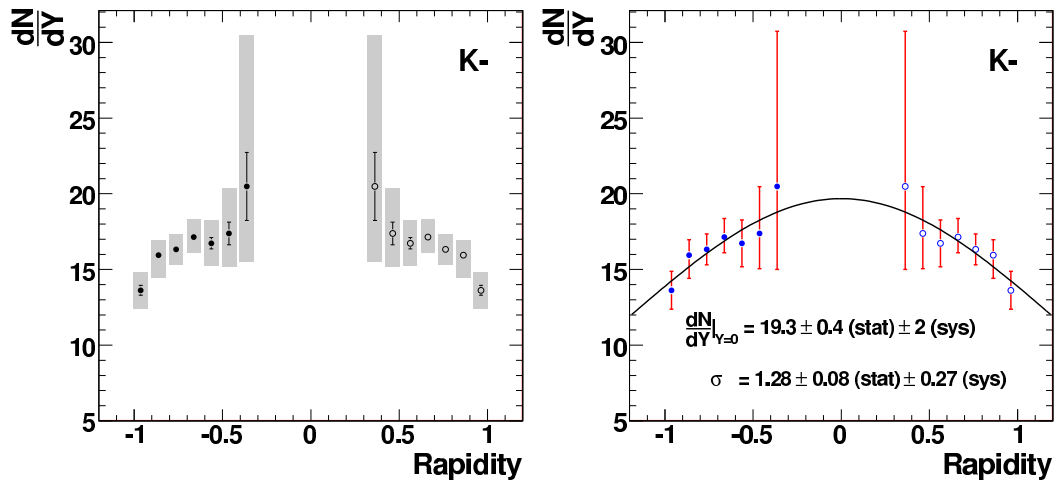 dN
dY
30
25
20
15
10
5
K-
-1
-0.5
0
0.5
1
Rapidity
dN
dY
30
25
20
15
10
5
K-
dN/dY|Y=0 = 19.3 ± 0.4 (stat) ± 2 (sys)
σ = 1.28 ± 0.08 (stat) ± 0.27 (sys)
-1
-0.5
0
0.5
1
Rapidity